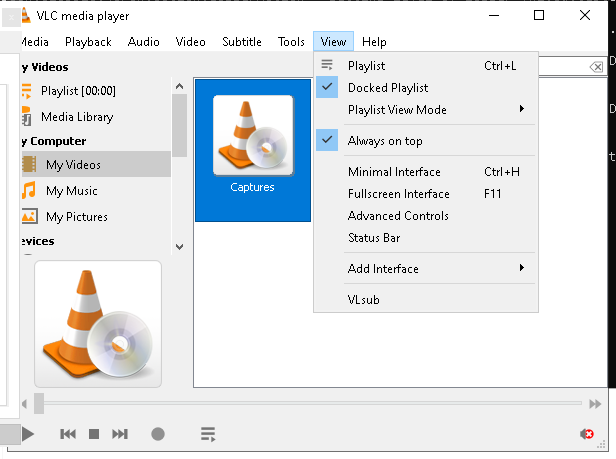 VLC media player
Media Playback Audio Video Subtitle Tools View Help
y Videos
Playlist [00:00]
Media Library
y Computer
My Videos
My Music
My Pictures
evices
Captures
Playlist Ctrl+L
Docked Playlist
Playlist View Mode
Always on top
Minimal Interface Ctrl+H
Fullscreen Interface F11
Advanced Controls
Status Bar
Add Interface
VLsub
D
D
t